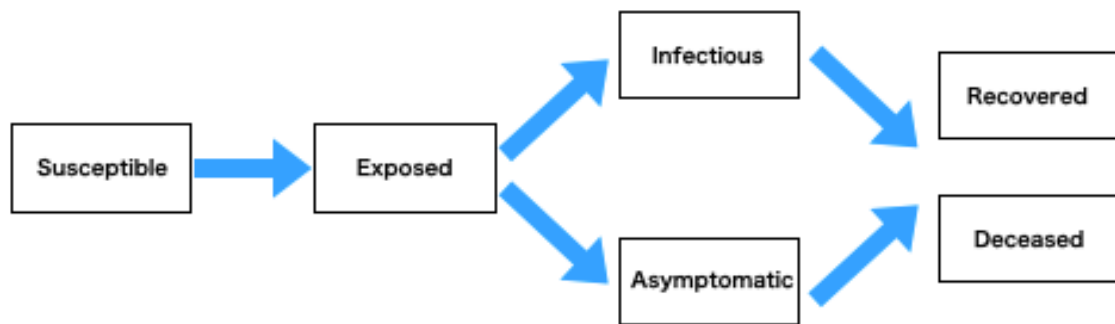 Susceptible
Exposed
Infectious
Asymptomatic
Recovered
Deceased